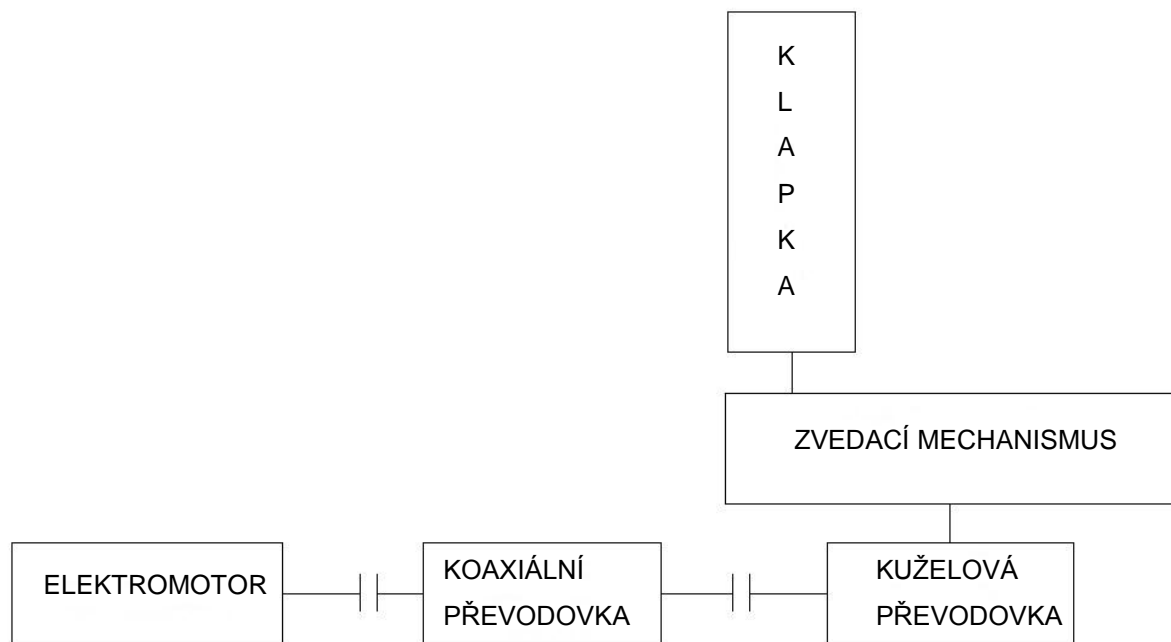 K
L
A
P
K
A
ZVEDACÍ MECHANISMUS
ELEKTROMOTOR
KOAXIÁLNÍ
PŘEVODOVKA
KUŽELOVÁ
PŘEVODOVKA